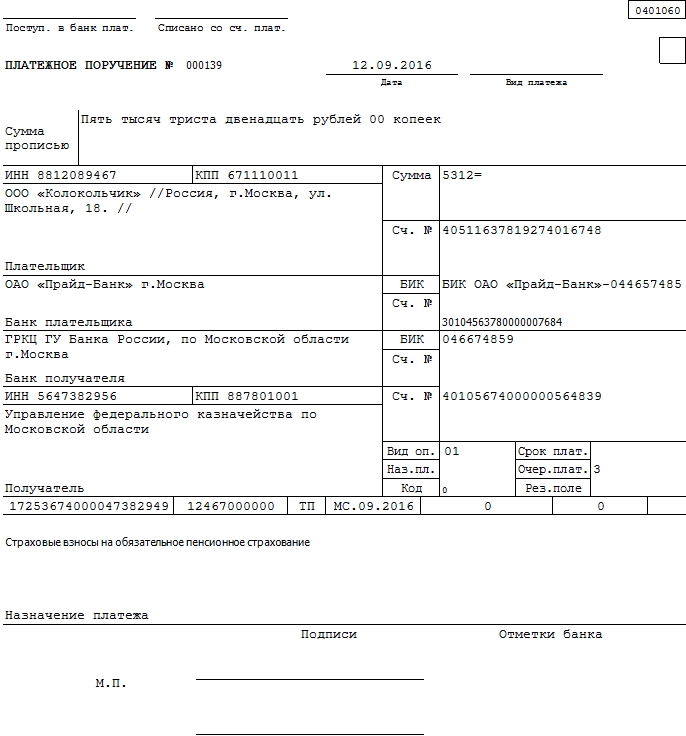 0401060
Поступ. в банк плат. Списано со сч. плат.
ПЛАТЕЖНОЕ ПОРУЧЕНИЕ № 000139 12.09.2016
Дата Вид платежа
Сумма прописью Пять тысяч триста двенадцать рублей 00 копеек
ИНН 8812089467 КПП 671110011 Сумма 5312=
ООО «Колокольчик» //Россия, г.Москва, ул.
Школьная, 18. //
Сч. № 40511637819274016748
Плательщик
ОАО «Прайд-Банк» г.Москва БИК БИК ОАО «Прайд-Банк»-044657485
Сч. №
Банк плательщика 30104563780000007684
ГРКЦ ГУ Банка России, по Московской области БИК 046674859
г.Москва Сч. №
Банк получателя
ИНН 5647382956 КПП 887801001 Сч. № 40105674000000564839
Управление федерального казначейства по
Московской области
Вид оп. 01 Срок плат.
Наз.пл. Очер.плат. 3
Получатель Код 0 Рез.поле
17253674000047382949 12467000000 ТП МС.09.2016 0 0
Страховые взносы на обязательное пенсионное страхование
Назначение платежа
Подписи Отметки банка
М.П.